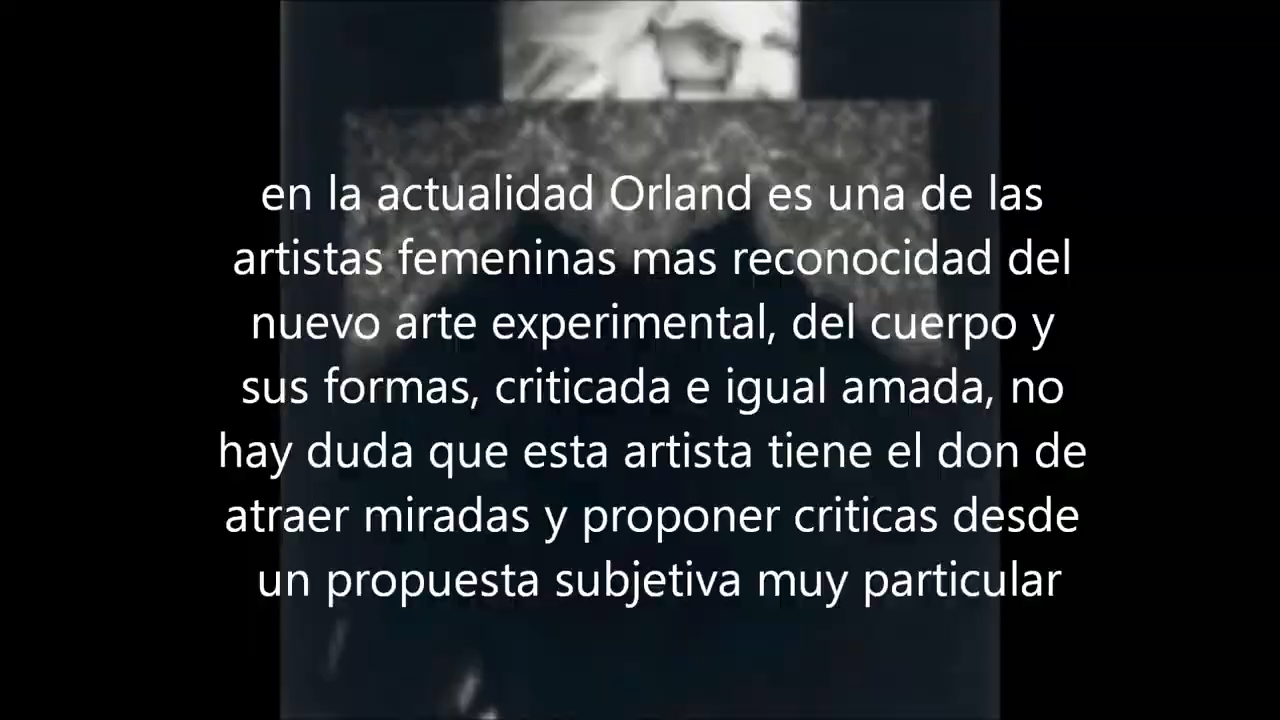 en la actualidad Orland es una de las
artistas femeninas mas reconocidad del
nuevo arte experimental, del cuerpo y
sus formas, criticada e igual amada, no
hay duda que esta artista tiene el don de
atraer miradas y proponer criticas desde
un propuesta subjetiva muy particular